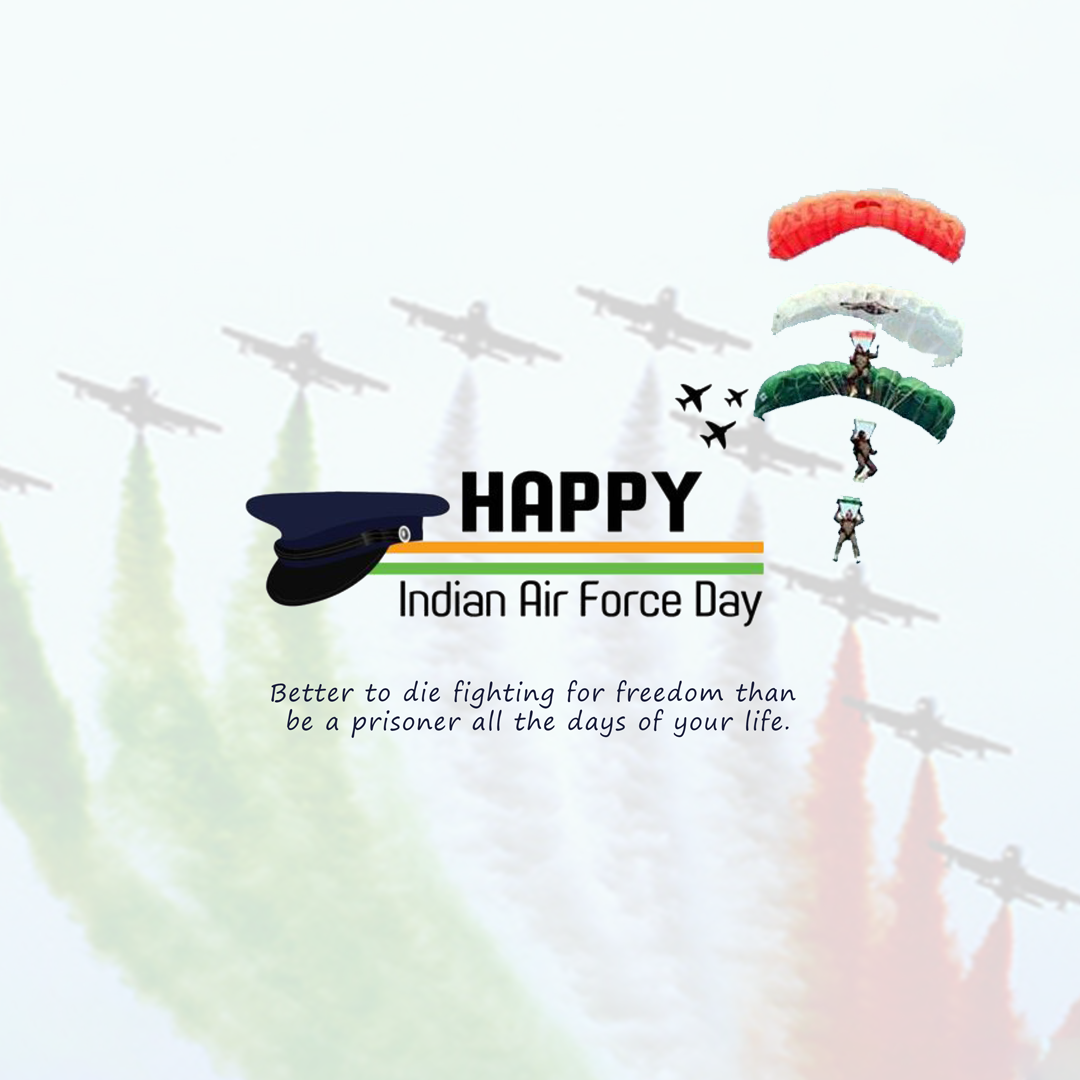 HAPPY
Indian Air Force Day
Better to die fighting for freedom than
be a prisoner all the days of your life.